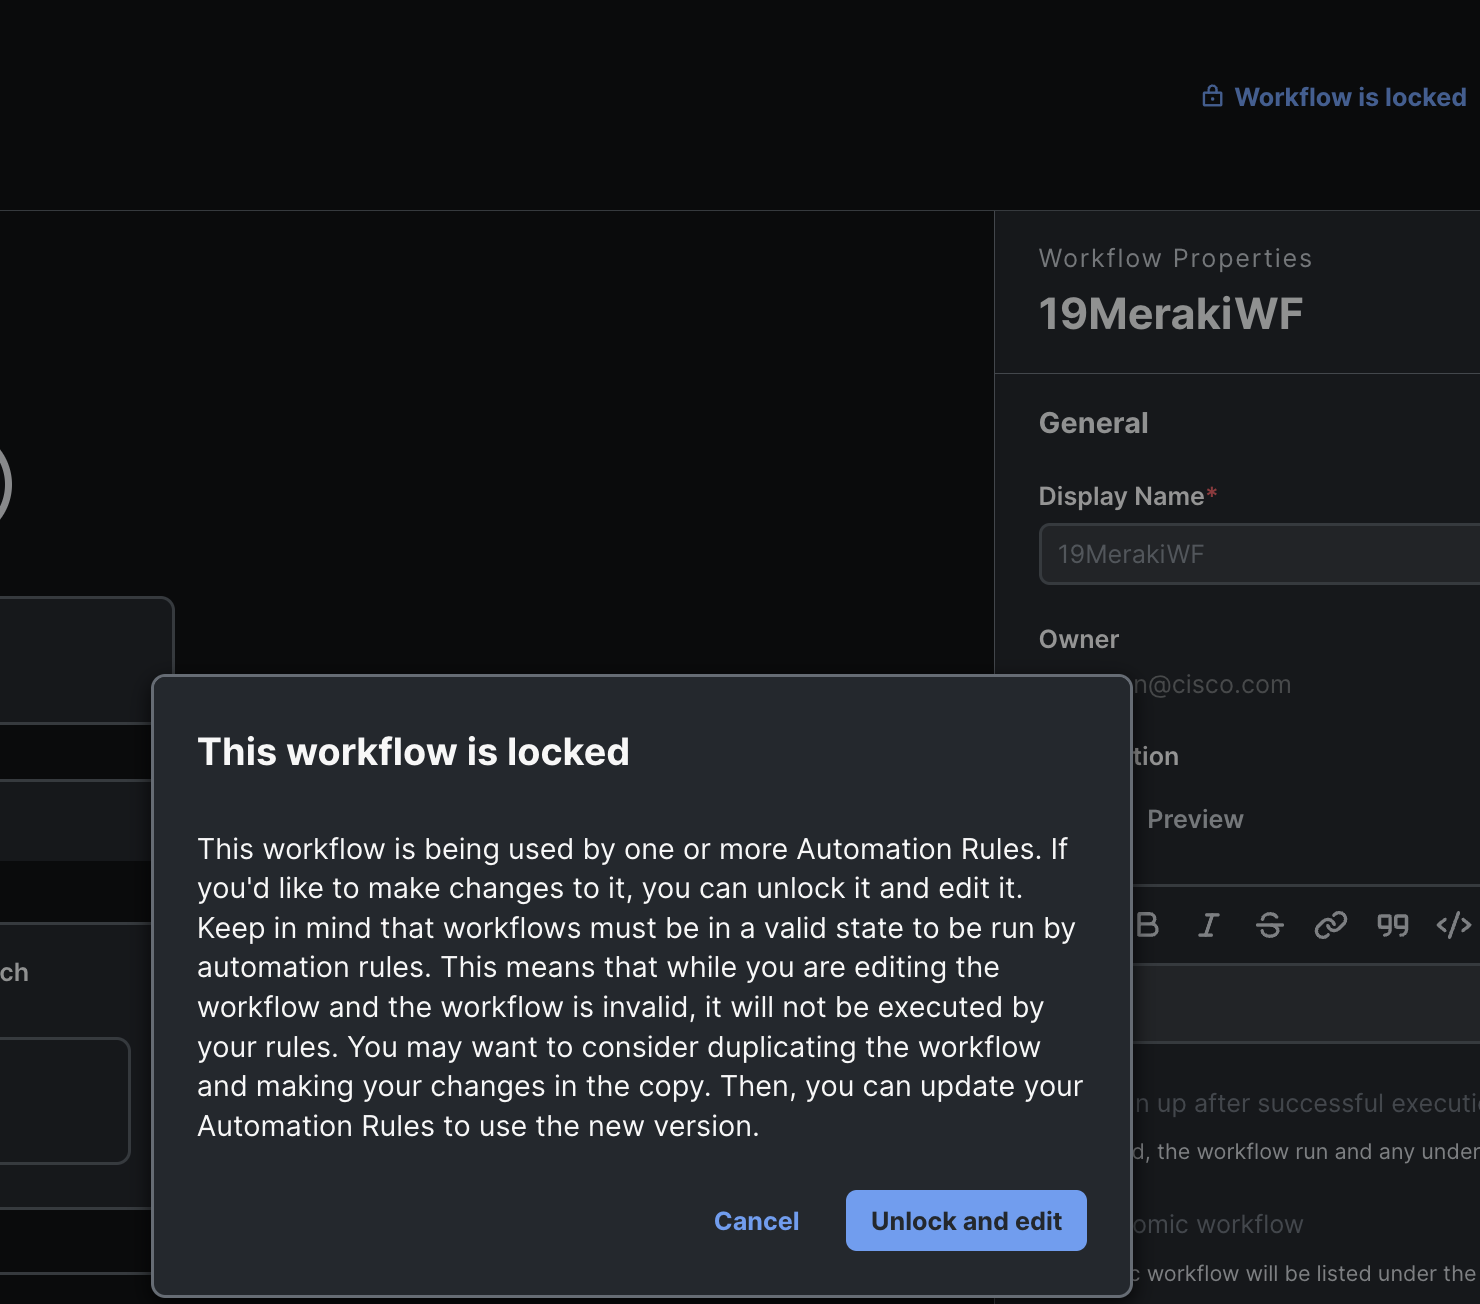 Workflow is locked
Workflow Properties
19MerakiWF
General
Display Name*
19MerakiWF
Owner
n@cisco.com
tion
Preview
B I S 99 </>
ch
This workflow is locked
This workflow is being used by one or more Automation Rules. If
you'd like to make changes to it, you can unlock it and edit it.
Keep in mind that workflows must be in a valid state to be run by
automation rules. This means that while you are editing the
workflow and the workflow is invalid, it will not be executed by
your rules. You may want to consider duplicating the workflow
and making your changes in the copy. Then, you can update your
Automation Rules to use the new version.
Cancel
Unlock and edit
n up after successful executi
d, the workflow run and any under
omic workflow
c workflow will be listed under the